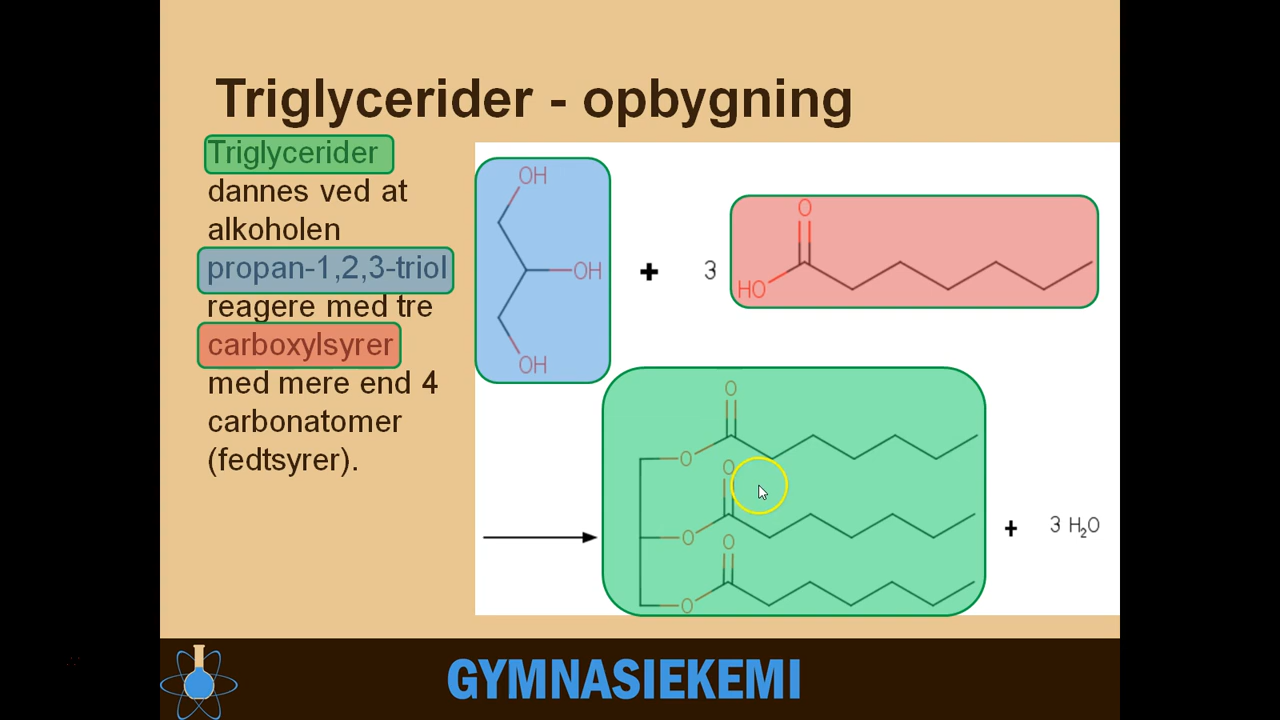 Triglycerider - opbygning
Triglycerider
dannes ved at
alkoholen
propan-1,2,3-triol
reagere med tre
carboxylsyrer
med mere end 4
carbonatomer
(fedtsyrer).
OH
OH
OH
+
3
O
HO
O
O
O
O
O
O
+
3 H₂O
GYMNASIEKEMI